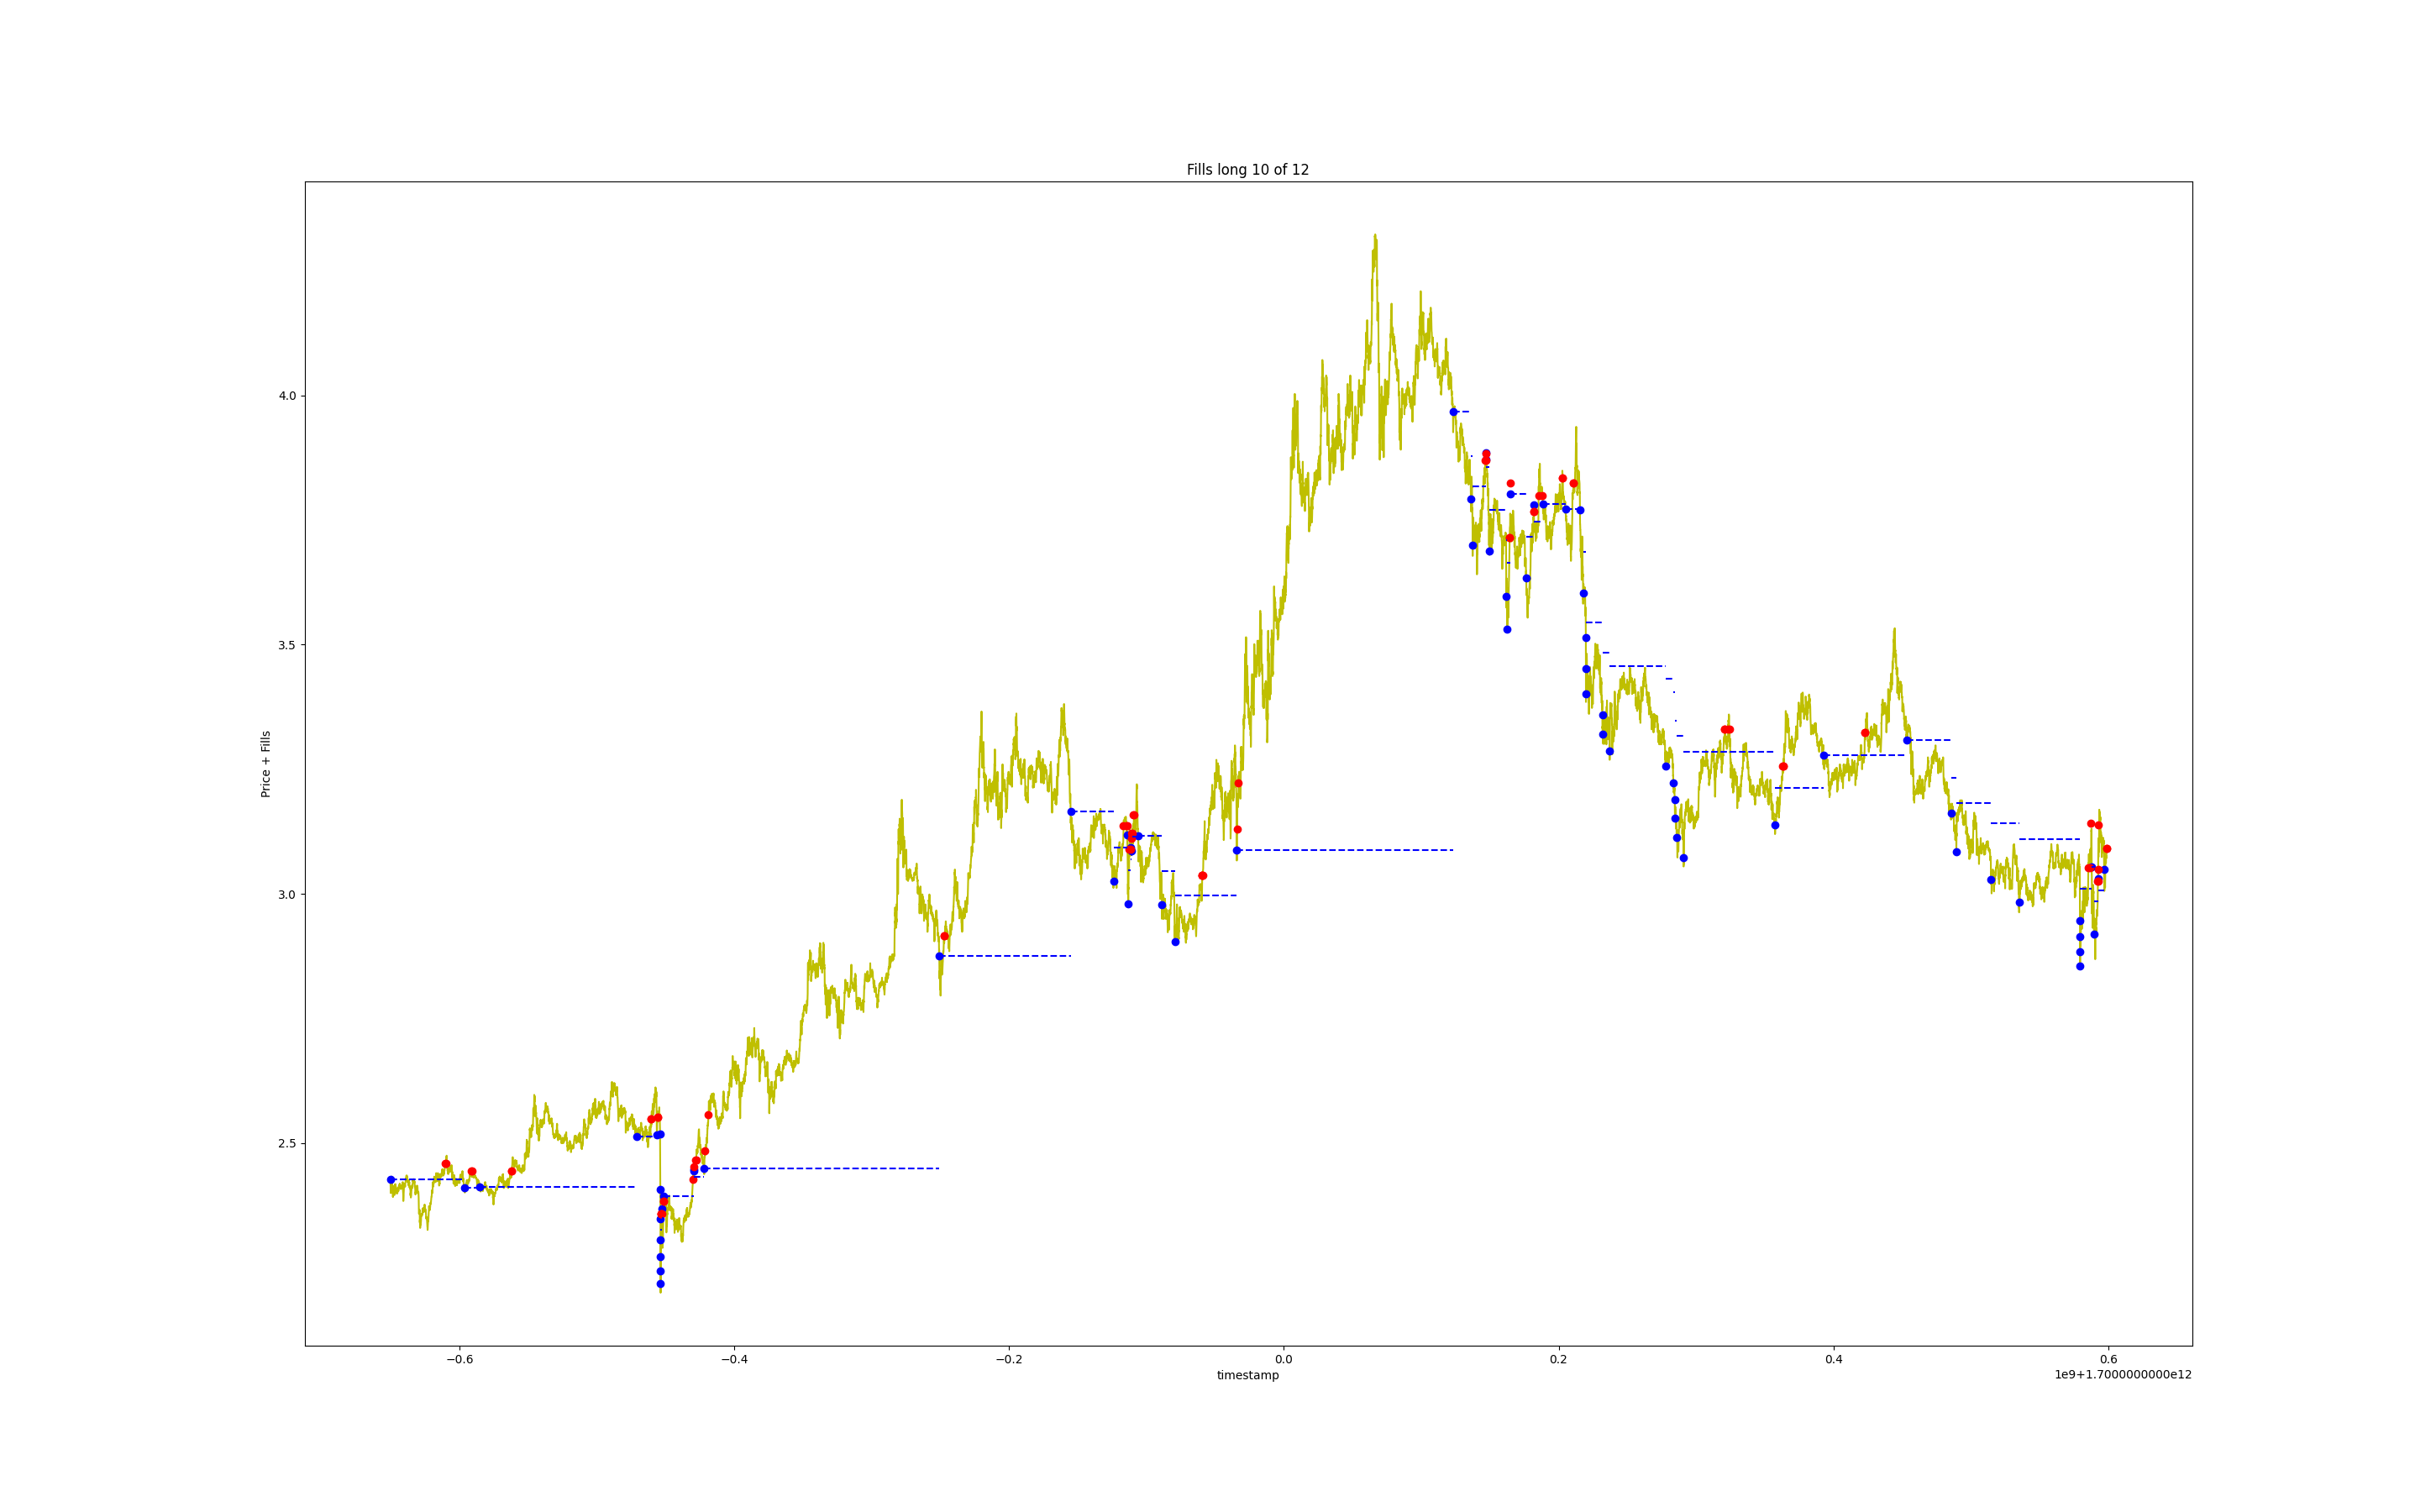 Fills long 10 of 12
Price + Fills
4.0
3.5
3.0
2.5
−0.6 −0.4 −0.2 0.0 0.2 0.4 0.6
timestamp
1e9+1.7000000000e12